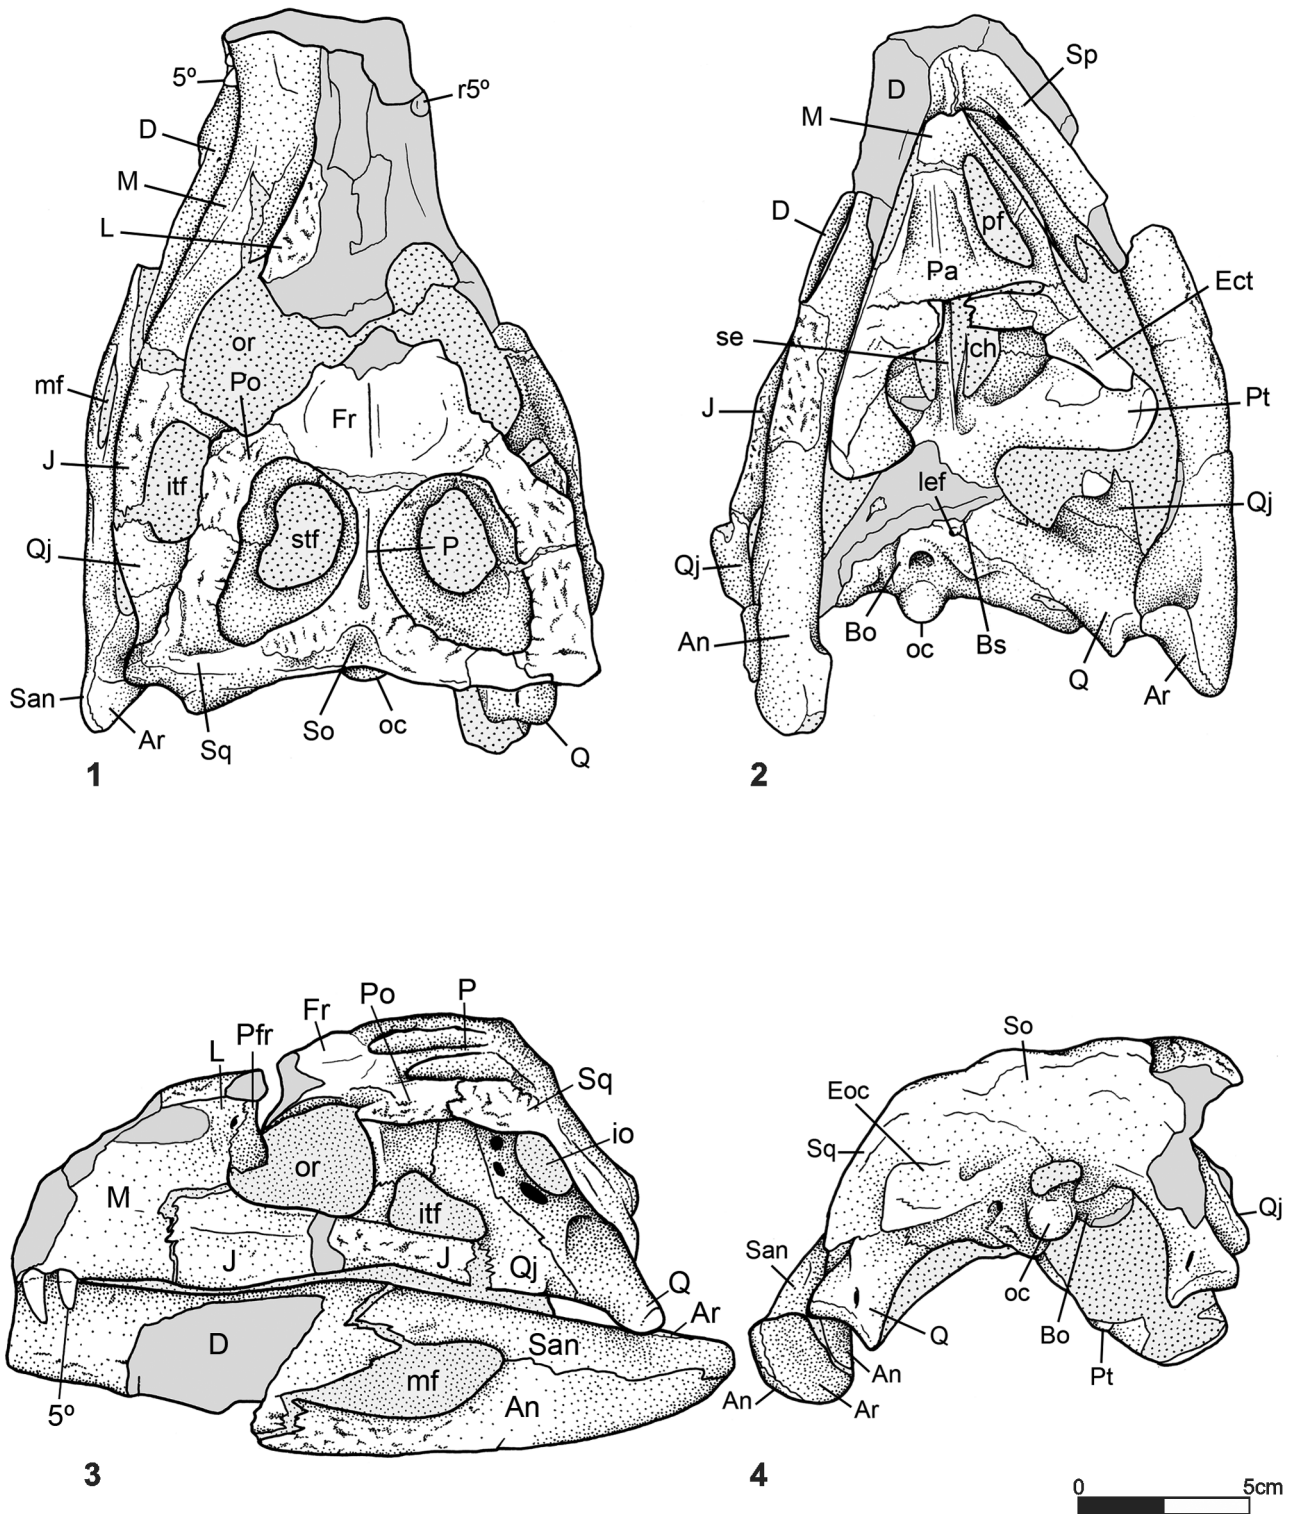 5º
r5º
D
M
L
or
Po
mf
Fr
J
itf
stf
P
Qj
San
Ar
Sq
So
oc
Q
1
Sp
D
M
D
pf
Pa
Ect
se
ch
J
Pt
lef
Qj
Qj
An
Bo
oc
Bs
Q
Ar
2
P
Po
Fr
Pfr
L
Sq
io
or
M
itf
J
J
Qj
Q
Ar
D
San
mf
An
5º
3
So
Eoc
Sq
Qj
San
oc
Q
Bo
An
Pt
An
Ar
4
0 5cm